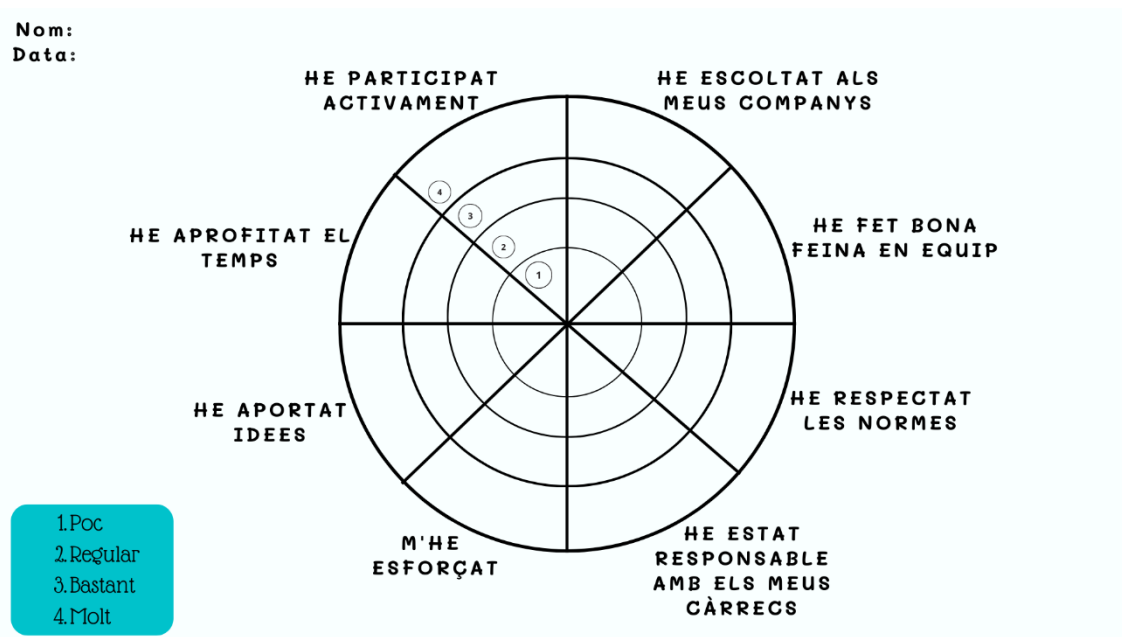 Nom:
Data:
HE PARTICIPAT
ACTIVAMENT
HE ESCOLTAT ALS
MEUS COMPANYS
4
3
2
1
HE APROFITAT EL
TEMPS
HE FET BONA
FEINA EN EQUIP
HE APORTAT
IDEES
HE RESPECTAT
LES NORMES
M'HE
ESFORÇAT
HE ESTAT
RESPONSABLE
AMB ELS MEUS
CÀRRECS
1. Poc
2. Regular
3. Bastant
4. Molt